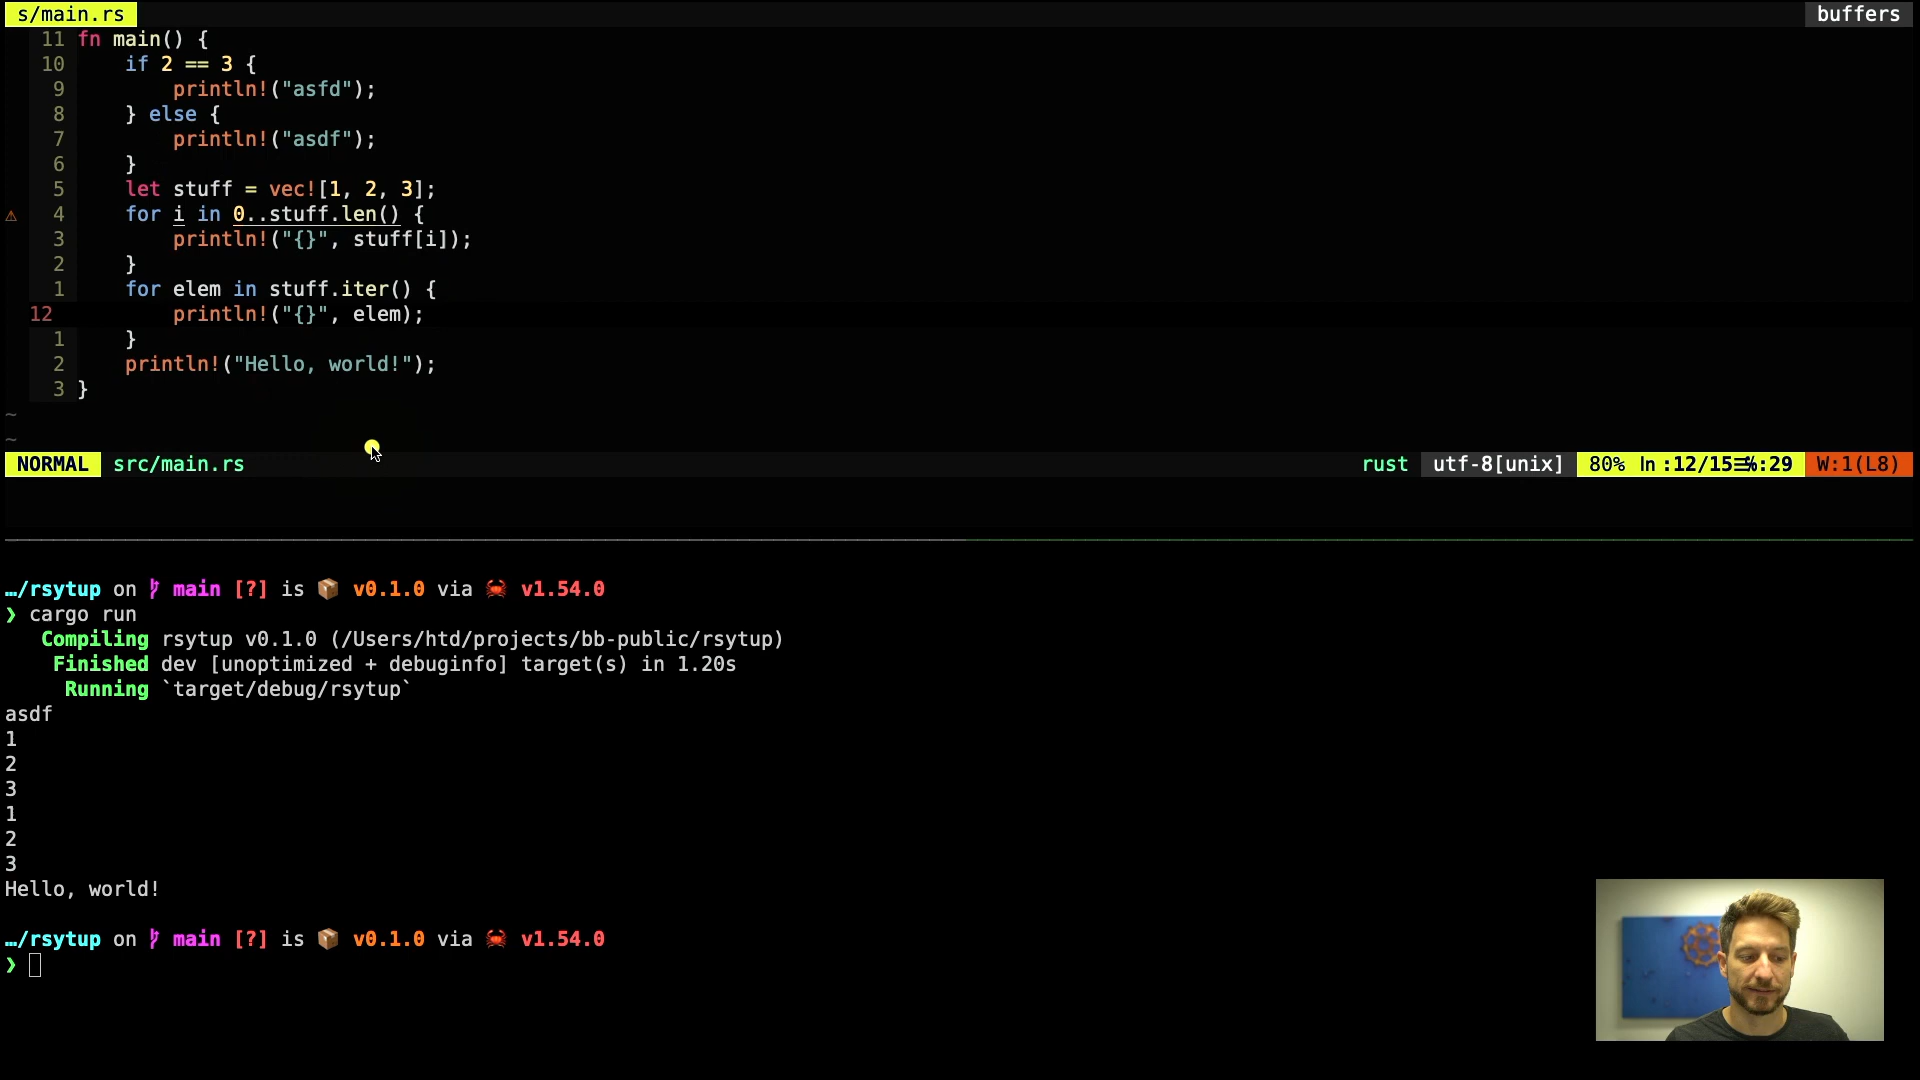 s/main.rs buffers
11 fn main() {
10     if 2 == 3 {
9         println!("asfd");
8     } else {
7         println!("asdf");
6     }
5     let stuff = vec![1, 2, 3];
⚠ 4     for i in 0..stuff.len() {
3         println!("{}", stuff[i]);
2     }
1     for elem in stuff.iter() {
12         println!("{}", elem);
1     }
2     println!("Hello, world!");
3 }
~
~
NORMAL src/main.rs rust utf-8[unix] 80% ln :12/15≡%:29 W:1(L8)
…/rsytup on main [?] is 📦 v0.1.0 via 🦀 v1.54.0
❯ cargo run
   Compiling rsytup v0.1.0 (/Users/htd/projects/bb-public/rsytup)
    Finished dev [unoptimized + debuginfo] target(s) in 1.20s
     Running `target/debug/rsytup`
asdf
1
2
3
1
2
3
Hello, world!
…/rsytup on main [?] is 📦 v0.1.0 via 🦀 v1.54.0
❯